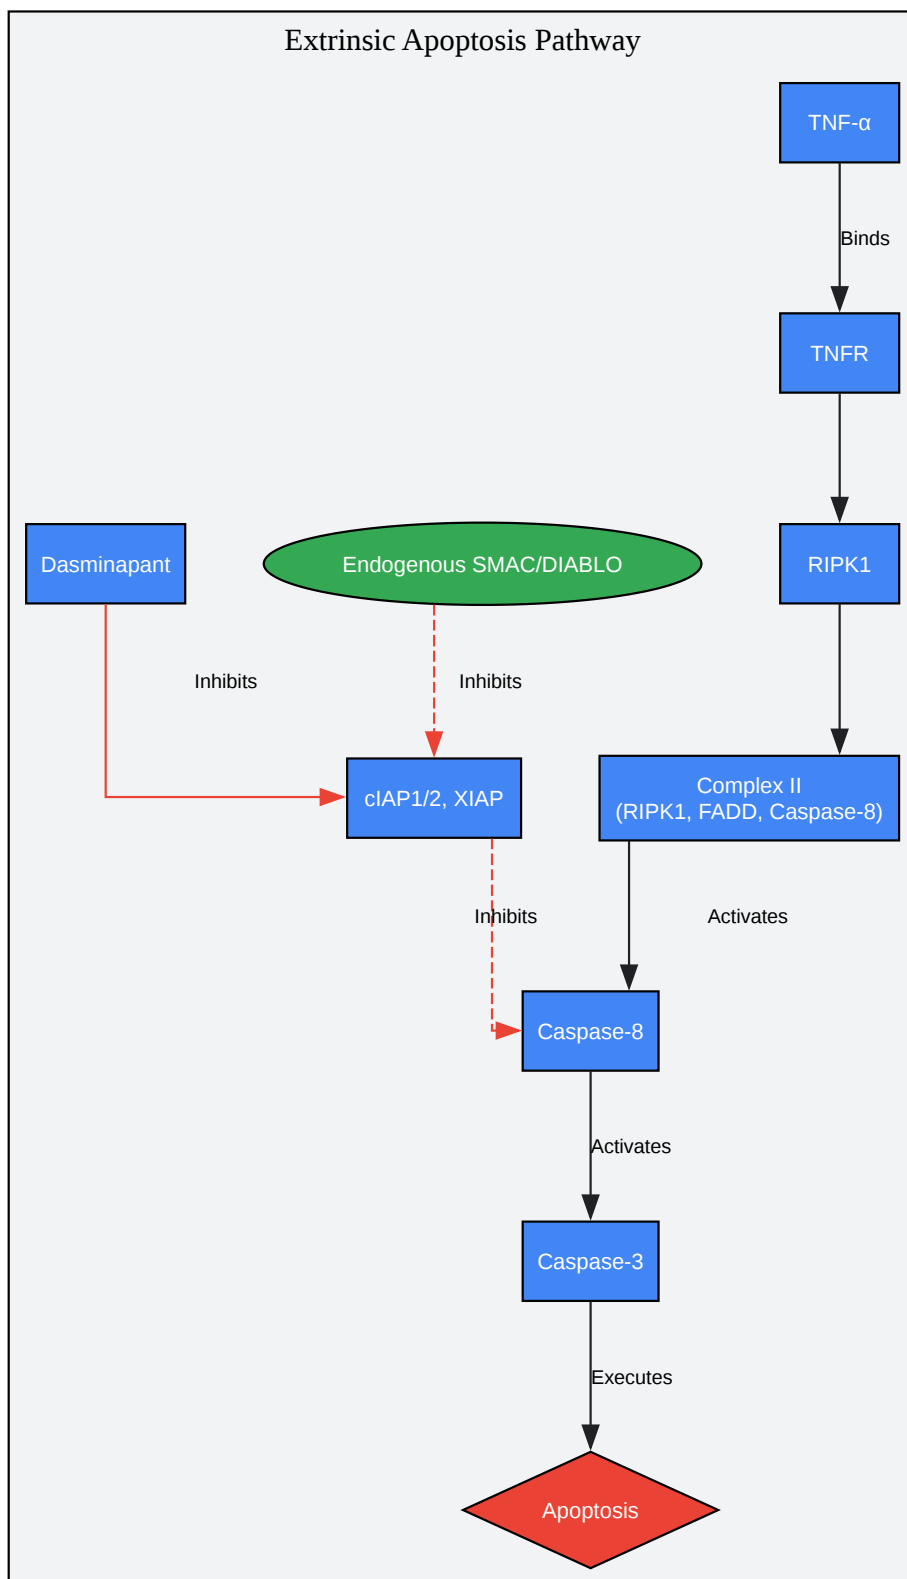 Extrinsic Apoptosis Pathway
TNF-α
Binds
TNFR
Dasminapant
Endogenous SMAC/DIABLO
RIPK1
Inhibits
Inhibits
cIAP1/2, XIAP
Complex II
(RIPK1, FADD, Caspase-8)
Inhibits
Activates
Caspase-8
Activates
Caspase-3
Executes
Apoptosis